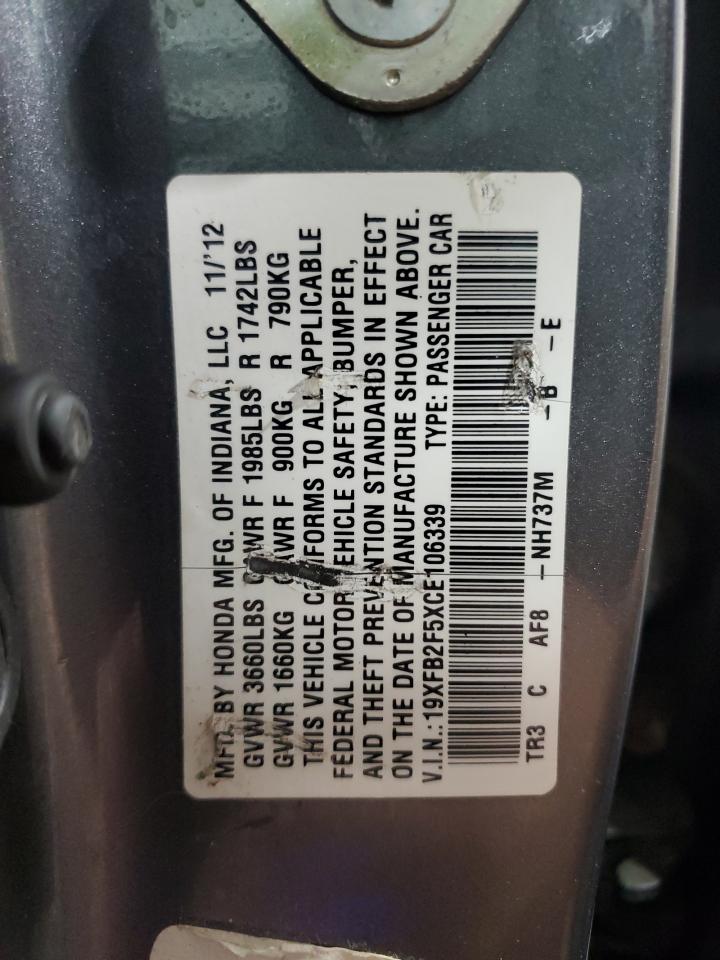 MFD. BY HONDA MFG. OF INDIANA, LLC 11/'12
GVWR 3660LBS GAWR F 1985LBS R 1742LBS
GVWR 1660KG GAWR F 900KG R 790KG
THIS VEHICLE CONFORMS TO ALL APPLICABLE
FEDERAL MOTOR VEHICLE SAFETY, BUMPER,
AND THEFT PREVENTION STANDARDS IN EFFECT
ON THE DATE OF MANUFACTURE SHOWN ABOVE.
V.I.N.:19XFB2F5XCE106339 TYPE: PASSENGER CAR
TR3 C AF8 -NH737M -B -E